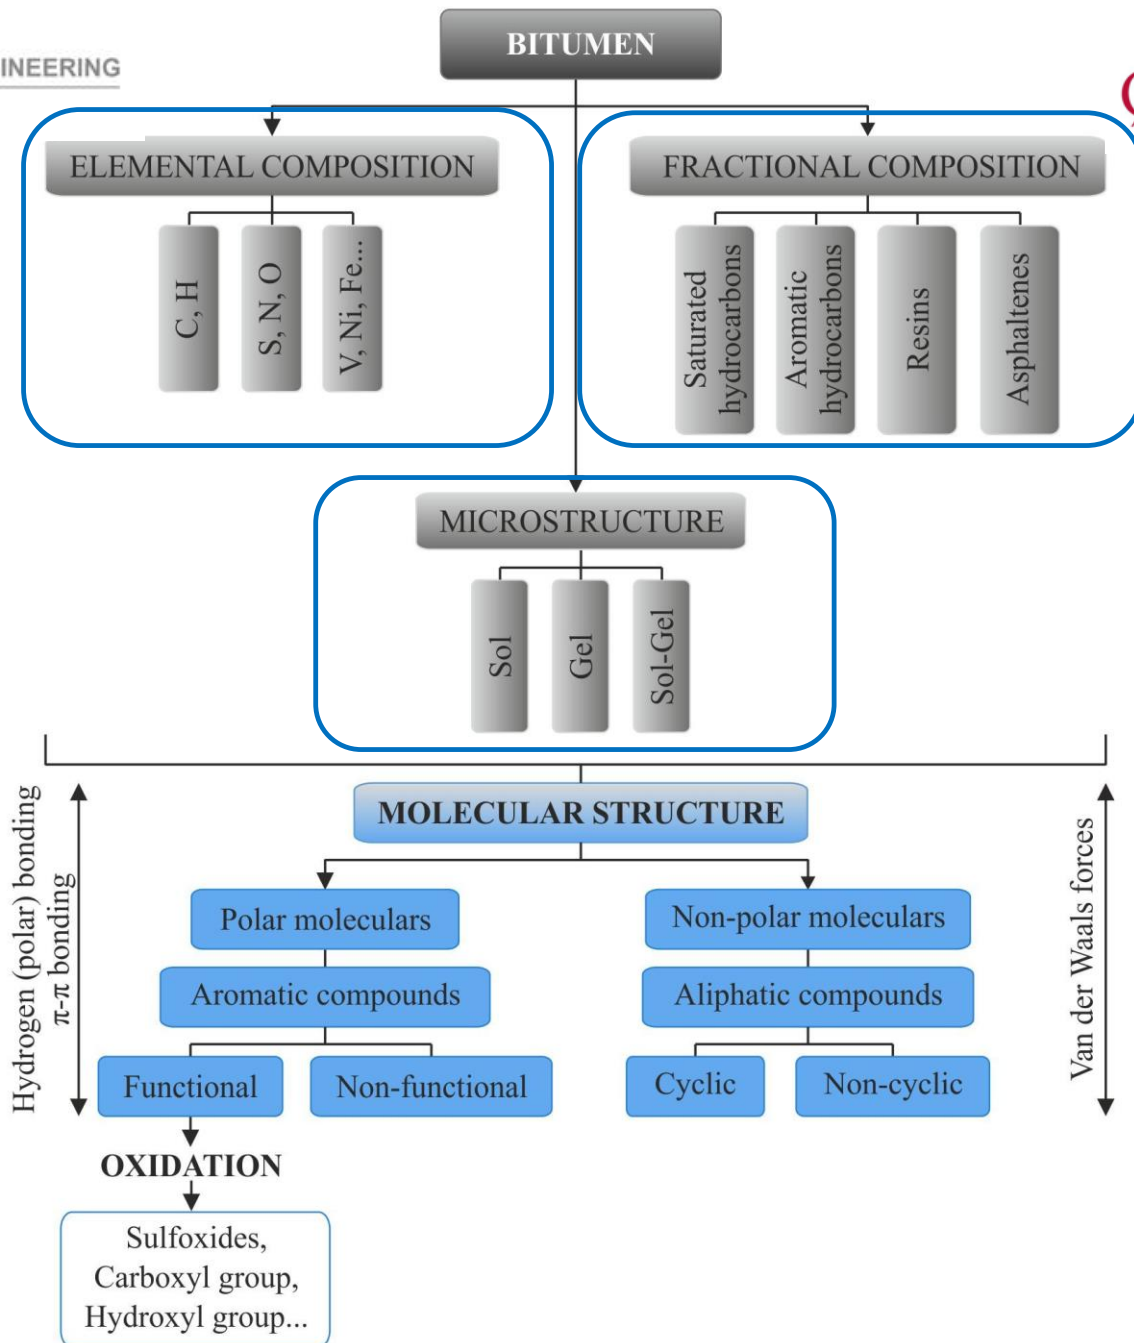 BITUMEN
INEERING
ELEMENTAL COMPOSITION
C, H
S, N, O
V, Ni, Fe...
FRACTIONAL COMPOSITION
Saturated
hydrocarbons
Aromatic
hydrocarbons
Resins
Asphaltenes
MICROSTRUCTURE
Sol
Gel
Sol-Gel
MOLECULAR STRUCTURE
Hydrogen (polar) bonding
π-π bonding
Polar moleculars
Aromatic compounds
Functional
Non-functional
Non-polar moleculars
Aliphatic compounds
Cyclic
Non-cyclic
Van der Waals forces
OXIDATION
Sulfoxides,
Carboxyl group,
Hydroxyl group...